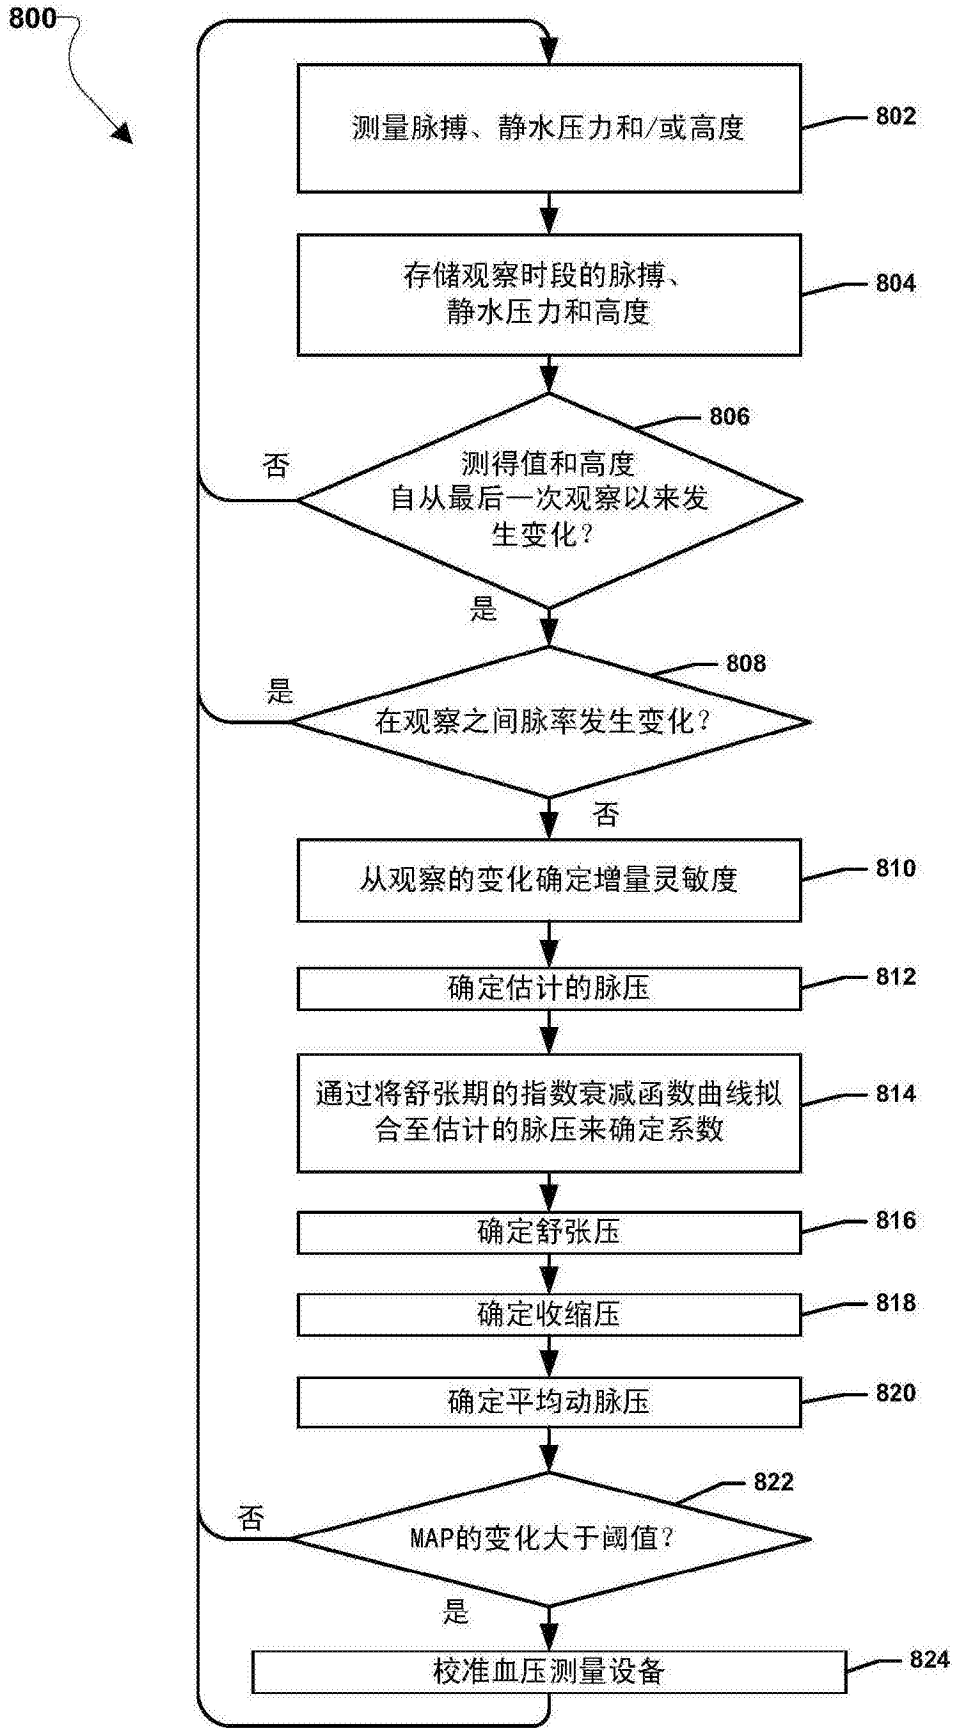 800
测量脉搏、静水压力和/或高度
802
存储观察时段的脉搏、
静水压力和高度
804
806
测得值和高度
自从最后一次观察以来发
生变化？
否
是
808
在观察之间脉率发生变化？
是
否
从观察的变化确定增量灵敏度
810
确定估计的脉压
812
通过将舒张期的指数衰减函数曲线拟
合至估计的脉压来确定系数
814
确定舒张压
816
确定收缩压
818
确定平均动脉压
820
822
MAP的变化大于阈值？
否
是
校准血压测量设备
824